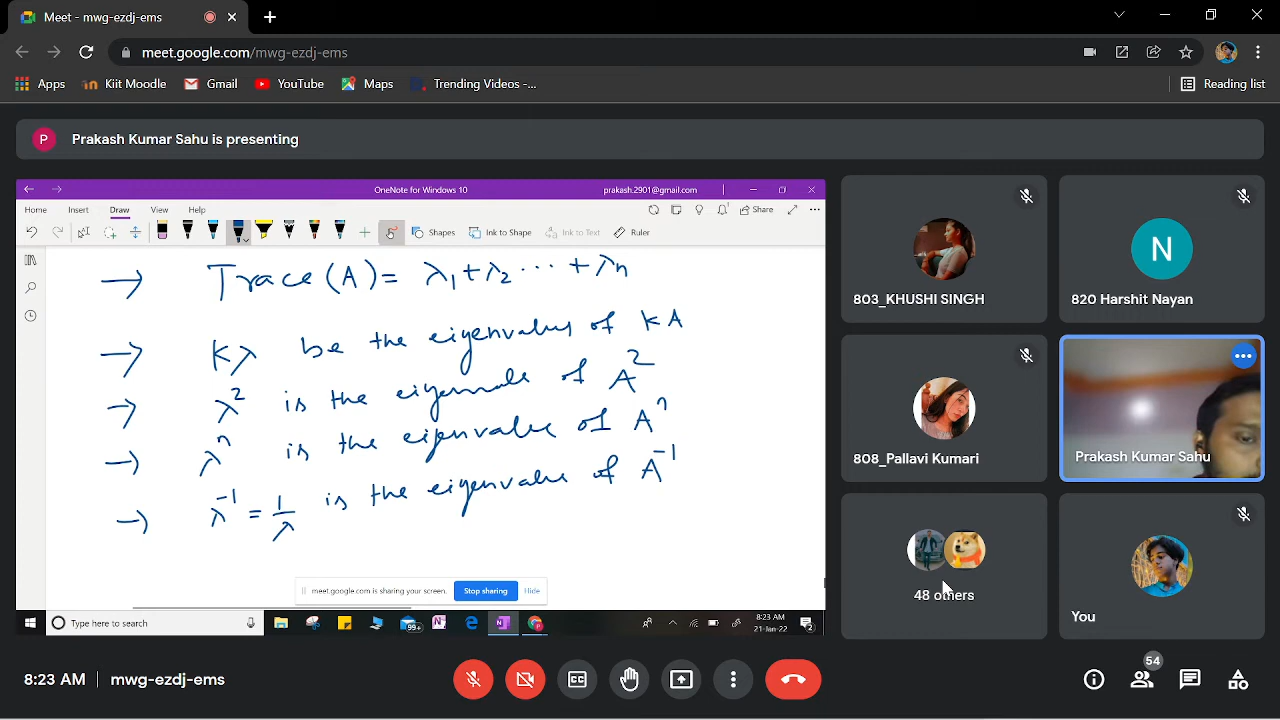 Meet - mwg-ezdj-ems
meet.google.com/mwg-ezdj-ems
Apps Kiit Moodle Gmail YouTube Maps Trending Videos -... Reading list
P Prakash Kumar Sahu is presenting
OneNote for Windows 10 prakash.2901@gmail.com
Home Insert Draw View Help Share
Shapes Ink to Shape Ink to Text Ruler
→ Trace (A) = λ₁ + λ₂ ... + λn
→ Kλ be the eigenvalues of KA
→ λ² is the eigenvale of A²
→ λⁿ is the eigenvalue of Aⁿ
→ λ⁻¹ = 1/λ is the eigenvalue of A⁻¹
meet.google.com is sharing your screen. Stop sharing Hide
Type here to search 99+ 8:23 AM
21-Jan-22 2
803_KHUSHI SINGH
N
820 Harshit Nayan
808_Pallavi Kumari
Prakash Kumar Sahu
48 others
You
8:23 AM mwg-ezdj-ems CC 54